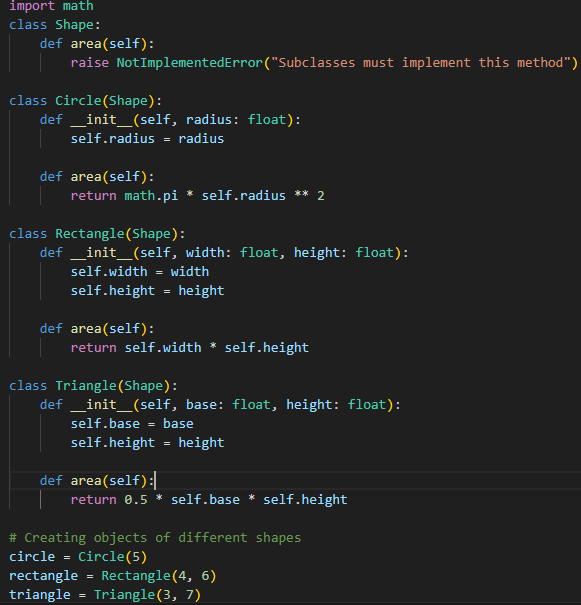 import math
class Shape:
    def area(self):
        raise NotImplementedError("Subclasses must implement this method")

class Circle(Shape):
    def __init__(self, radius: float):
        self.radius = radius

    def area(self):
        return math.pi * self.radius ** 2

class Rectangle(Shape):
    def __init__(self, width: float, height: float):
        self.width = width
        self.height = height

    def area(self):
        return self.width * self.height

class Triangle(Shape):
    def __init__(self, base: float, height: float):
        self.base = base
        self.height = height

    def area(self):
        return 0.5 * self.base * self.height

# Creating objects of different shapes
circle = Circle(5)
rectangle = Rectangle(4, 6)
triangle = Triangle(3, 7)